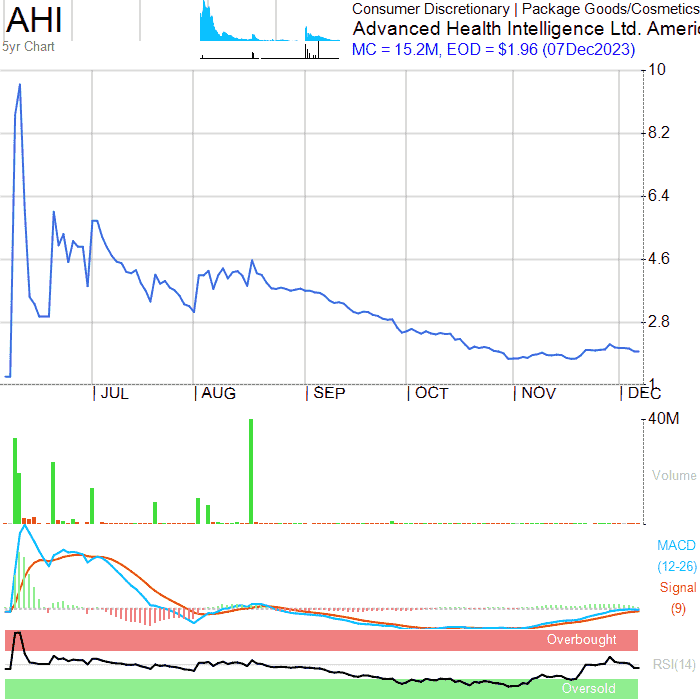 AHI
5yr Chart
Consumer Discretionary | Package Goods/Cosmetics
Advanced Health Intelligence Ltd. Americ
MC = 15.2M, EOD = $1.96 (07Dec2023)
10
8.2
6.4
4.6
2.8
1
JUL AUG SEP OCT NOV DEC
40M
Volume
MACD
(12-26)
Signal
(9)
Overbought
RSI(14)
Oversold